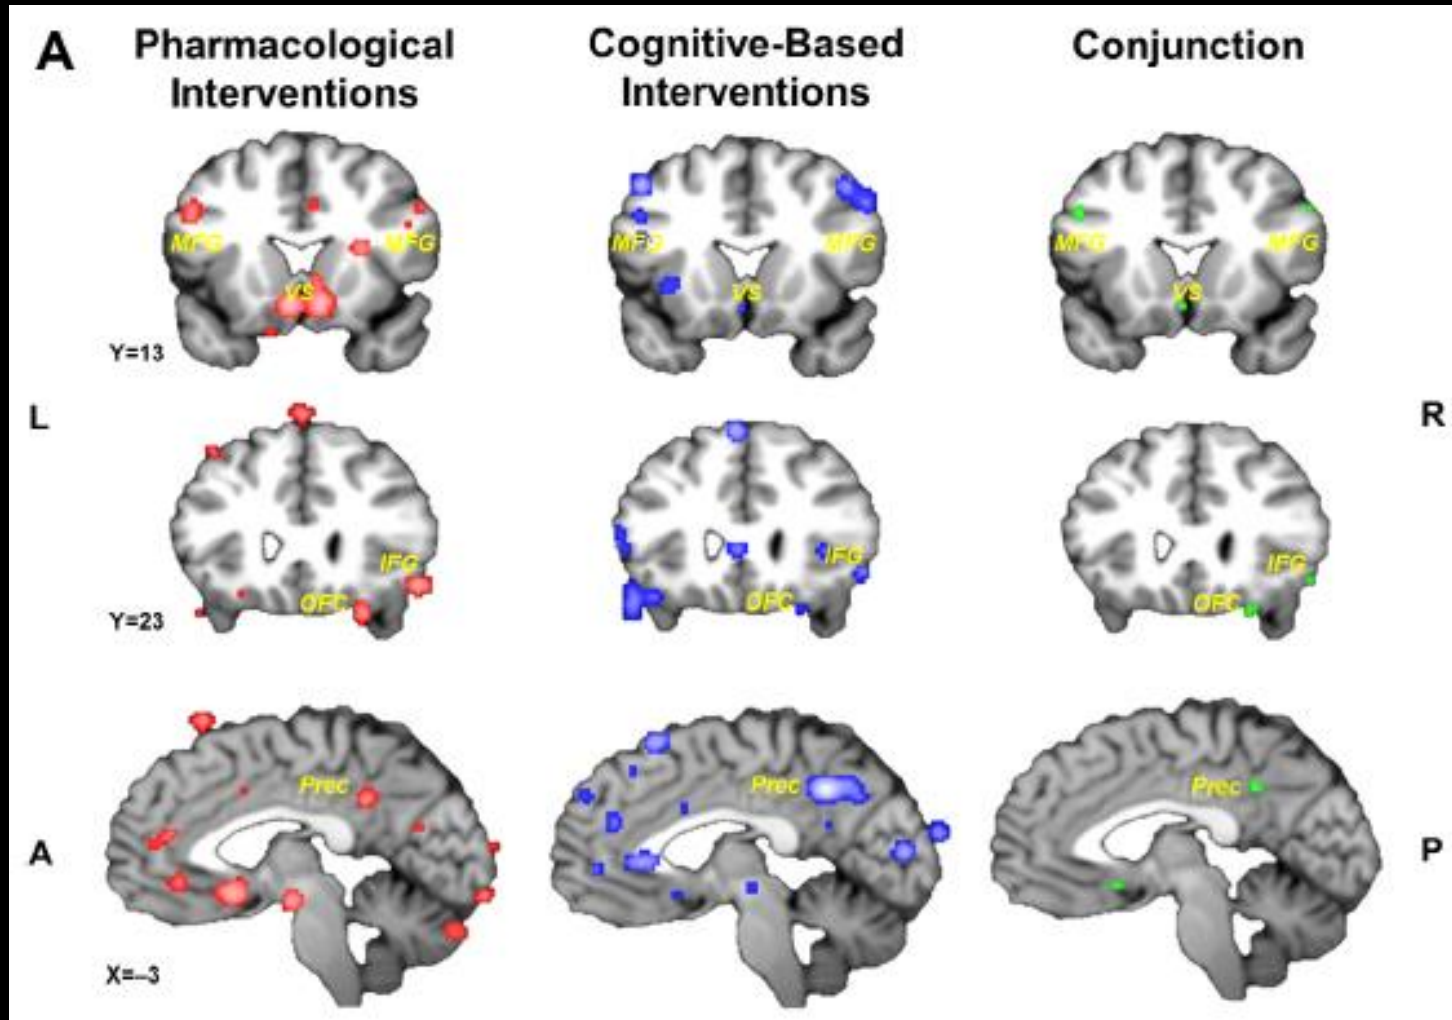 A
Pharmacological
Interventions
Cognitive-Based
Interventions
Conjunction
MFG
MFG
VS
MFG
MFG
VS
MFG
MFG
VS
Y=13
L
R
IFG
OFC
IFG
OFC
IFG
OFC
Y=23
Prec
Prec
Prec
A
P
X=–3